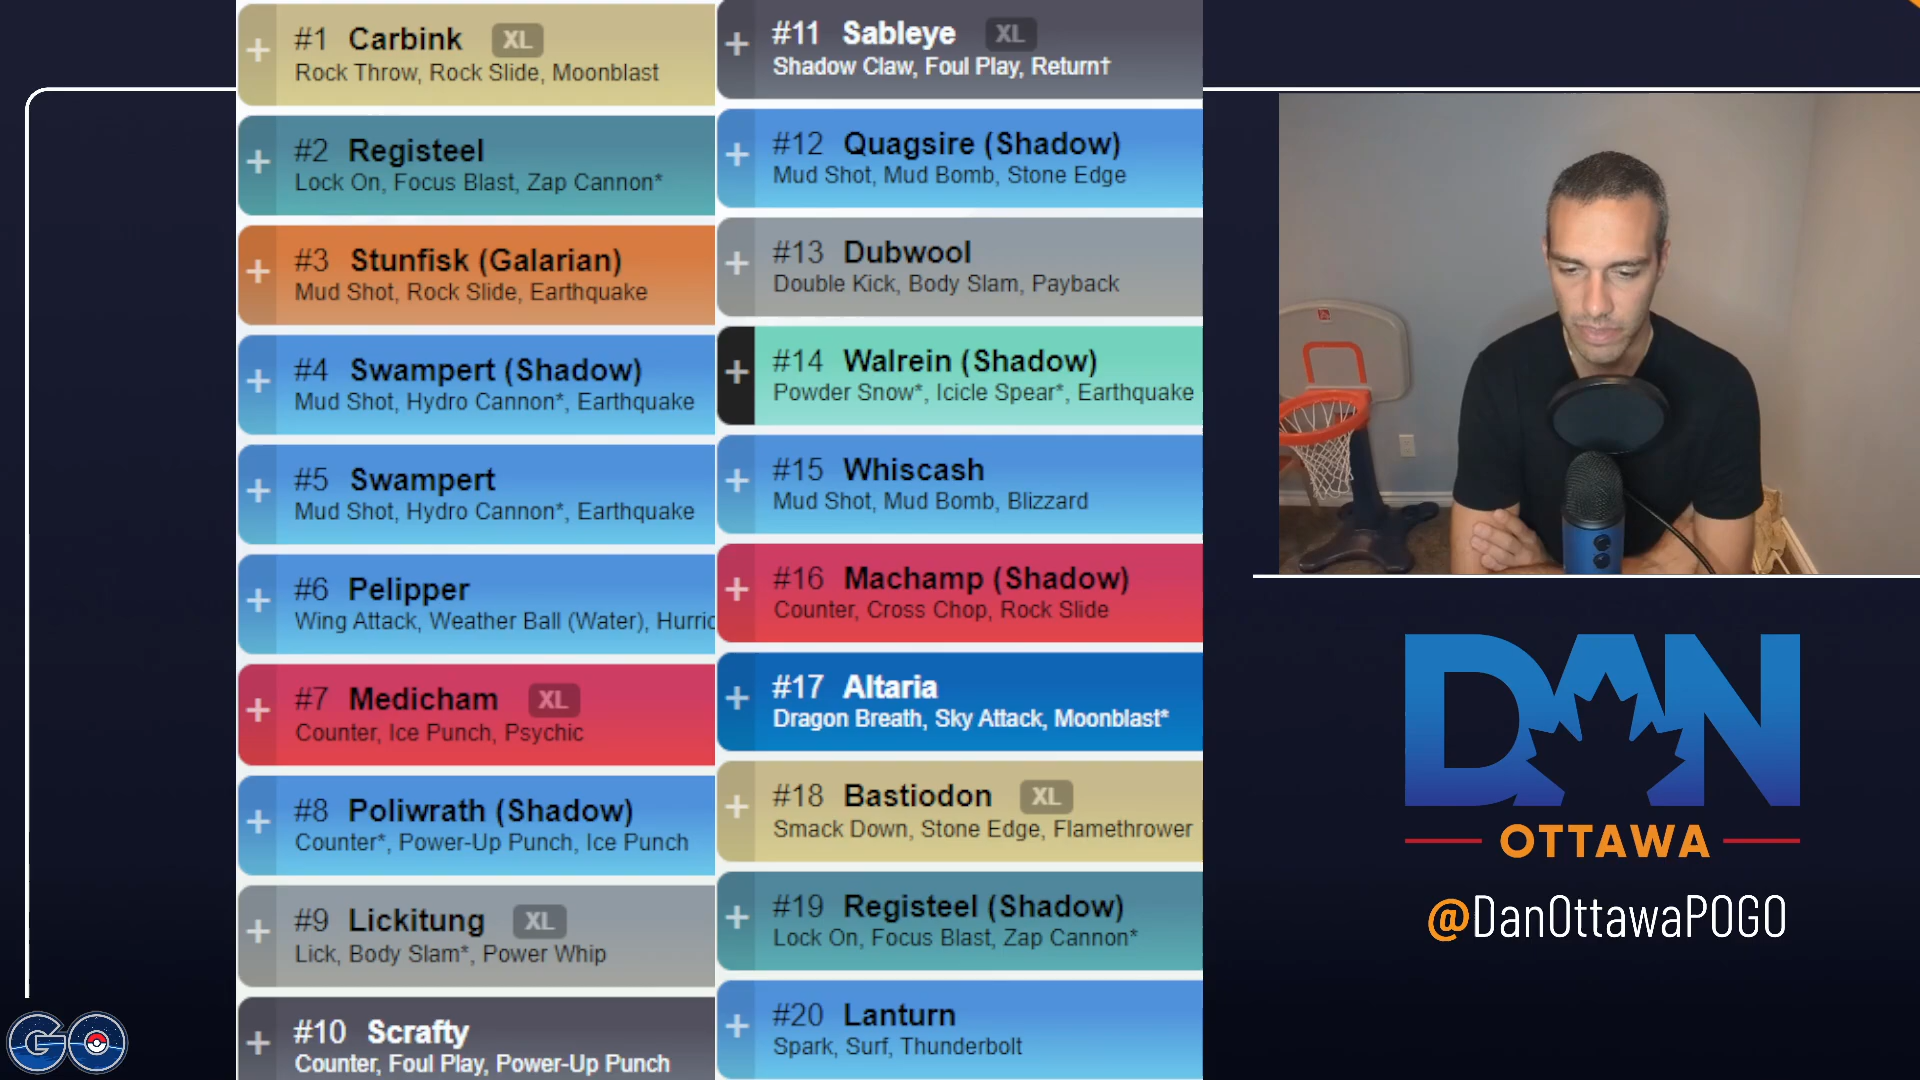 #1 Carbink XL
Rock Throw, Rock Slide, Moonblast
#2 Registeel
Lock On, Focus Blast, Zap Cannon*
#3 Stunfisk (Galarian)
Mud Shot, Rock Slide, Earthquake
#4 Swampert (Shadow)
Mud Shot, Hydro Cannon*, Earthquake
#5 Swampert
Mud Shot, Hydro Cannon*, Earthquake
#6 Pelipper
Wing Attack, Weather Ball (Water), Hurric
#7 Medicham XL
Counter, Ice Punch, Psychic
#8 Poliwrath (Shadow)
Counter*, Power-Up Punch, Ice Punch
#9 Lickitung XL
Lick, Body Slam*, Power Whip
#10 Scrafty
Counter, Foul Play, Power-Up Punch
#11 Sableye XL
Shadow Claw, Foul Play, Return†
#12 Quagsire (Shadow)
Mud Shot, Mud Bomb, Stone Edge
#13 Dubwool
Double Kick, Body Slam, Payback
#14 Walrein (Shadow)
Powder Snow*, Icicle Spear*, Earthquake
#15 Whiscash
Mud Shot, Mud Bomb, Blizzard
#16 Machamp (Shadow)
Counter, Cross Chop, Rock Slide
#17 Altaria
Dragon Breath, Sky Attack, Moonblast*
#18 Bastiodon XL
Smack Down, Stone Edge, Flamethrower
#19 Registeel (Shadow)
Lock On, Focus Blast, Zap Cannon*
#20 Lanturn
Spark, Surf, Thunderbolt
DAN
OTTAWA
@DanOttawaPOGO
GO